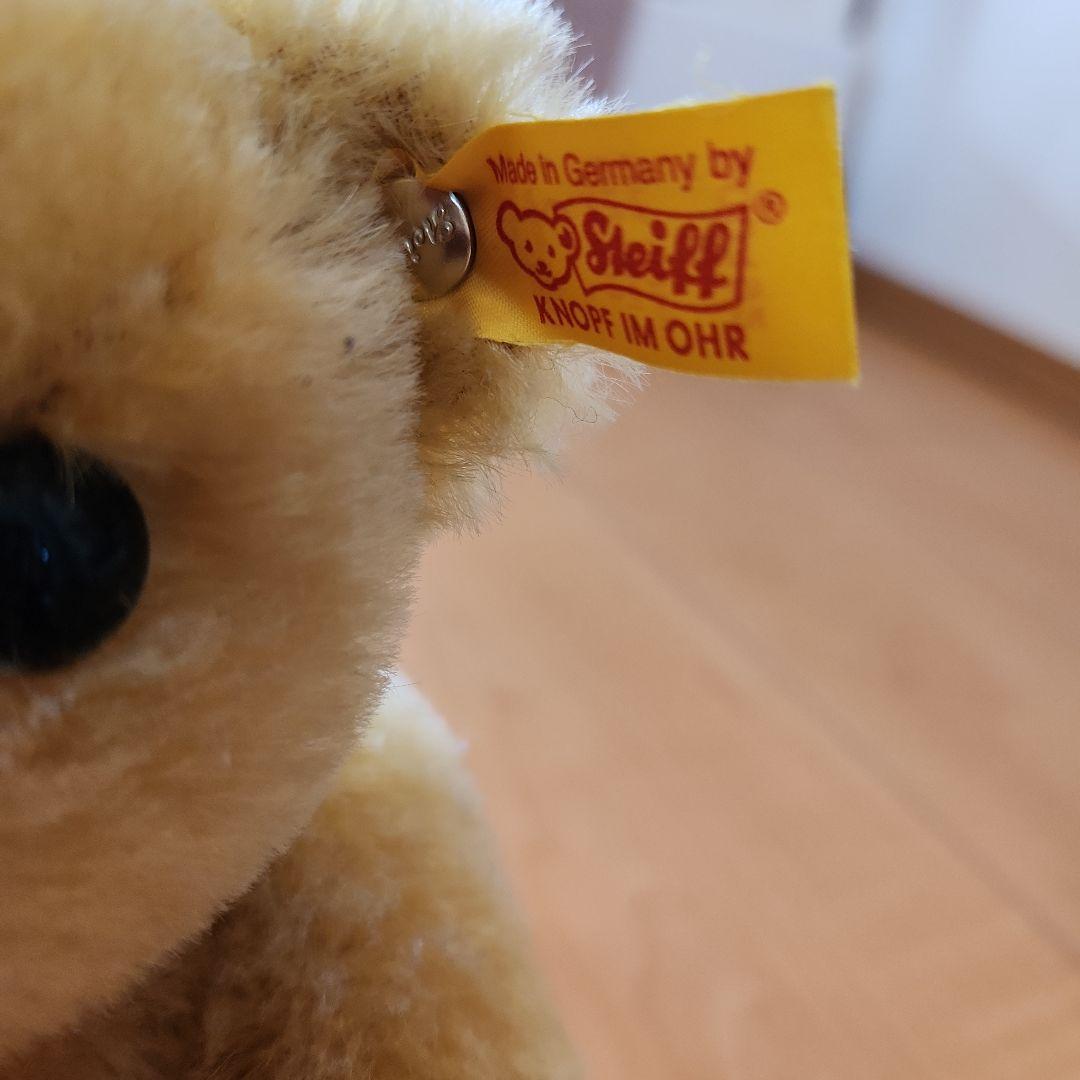 Made in Germany by
Steiff®
KNOPF IM OHR